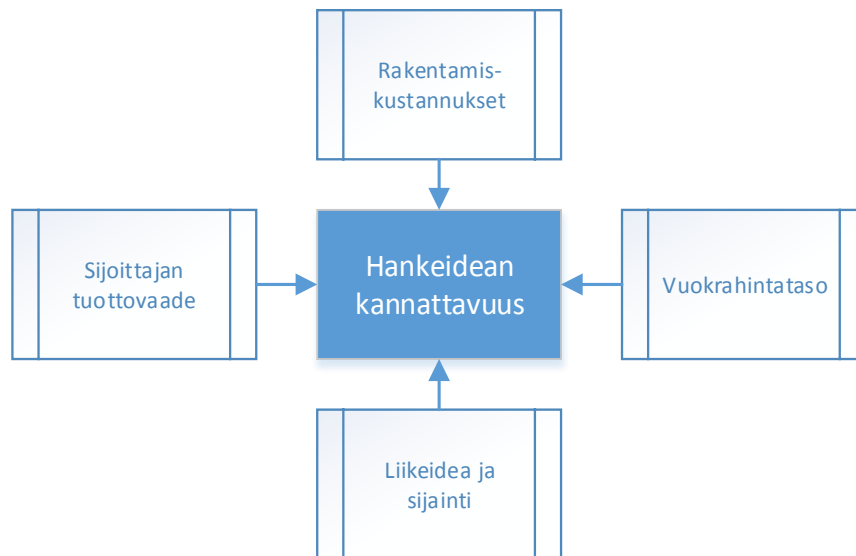 Rakentamis-
kustannukset
Sijoittajan
tuottovaade
Hankeidean
kannattavuus
Vuokrahintataso
Liikeidea ja
sijainti